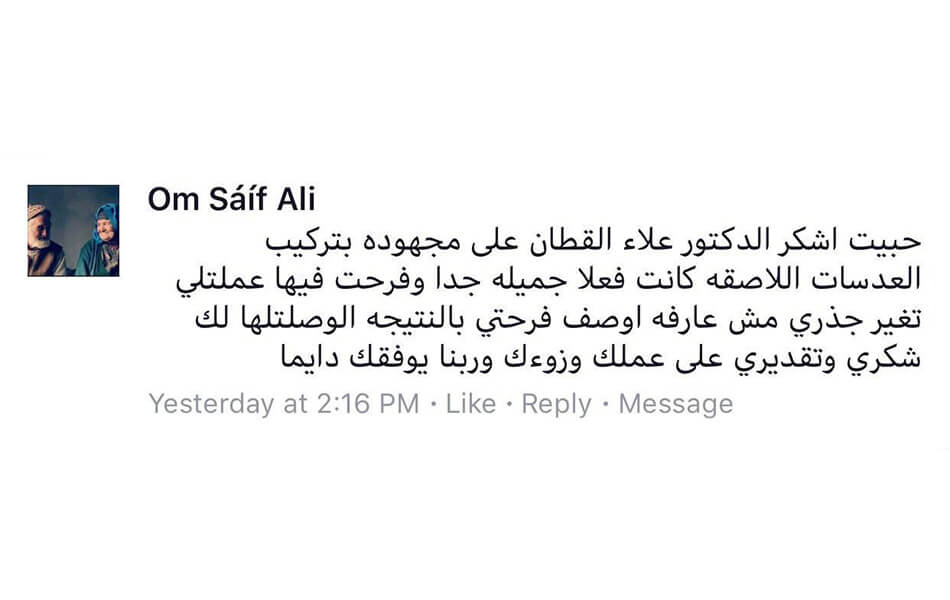 Om Sáíf Ali
حبيت اشكر الدكتور علاء القطان على مجهوده بتركيب
العدسات اللاصقه كانت فعلا جميله جدا وفرحت فيها عملتلي
تغير جذري مش عارفه اوصف فرحتي بالنتيجه الوصلتلها لك
شكري وتقديري على عملك وزوءك وربنا يوفقك دايما
Yesterday at 2:16 PM • Like • Reply • Message